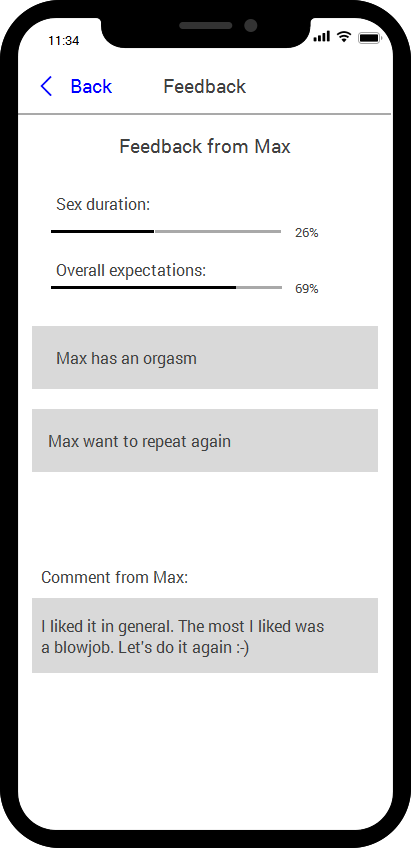 11:34
Back Feedback
Feedback from Max
Sex duration:
26%
Overall expectations:
69%
Max has an orgasm
Max want to repeat again
Comment from Max:
I liked it in general. The most I liked was
a blowjob. Let's do it again :-)